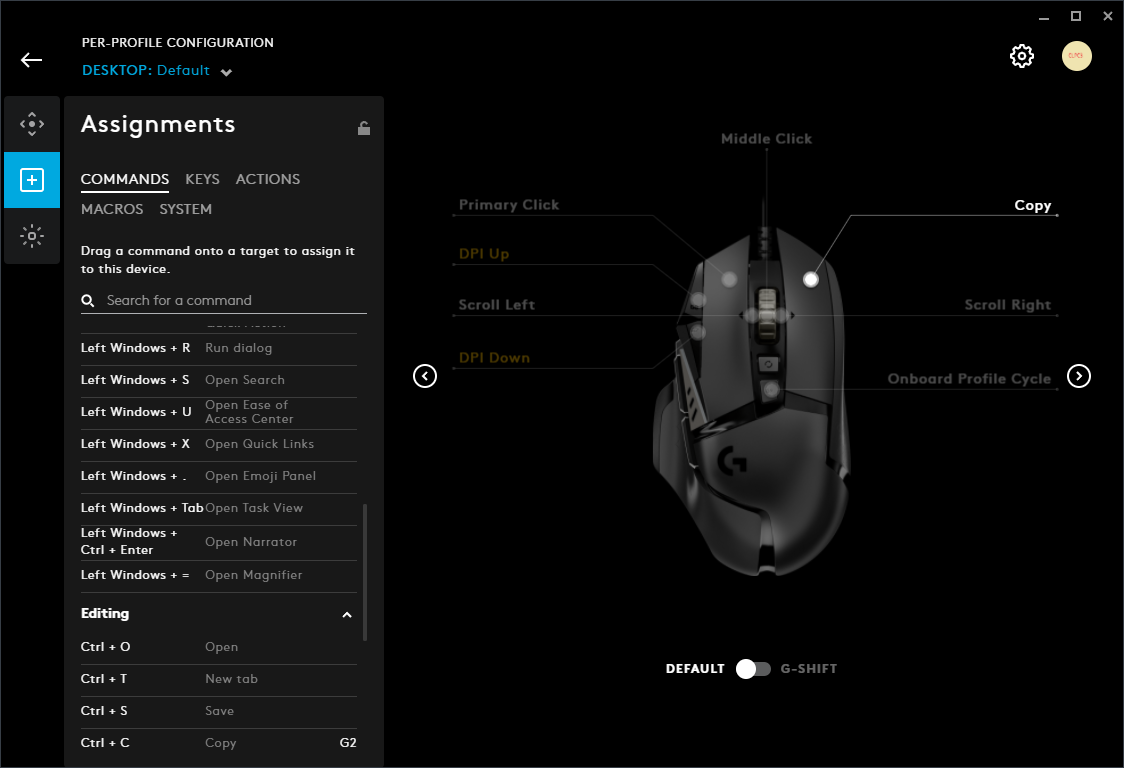 PER-PROFILE CONFIGURATION
DESKTOP: Default
Assignments
COMMANDS KEYS ACTIONS
MACROS SYSTEM
Drag a command onto a target to assign it
to this device.
Search for a command
Left Windows + R Run dialog
Left Windows + S Open Search
Left Windows + U Open Ease of
Access Center
Left Windows + X Open Quick Links
Left Windows + . Open Emoji Panel
Left Windows + Tab Open Task View
Left Windows +
Ctrl + Enter Open Narrator
Left Windows + = Open Magnifier
Editing
Ctrl + O Open
Ctrl + T New tab
Ctrl + S Save
Ctrl + C Copy G2
Middle Click
Primary Click
Copy
DPI Up
Scroll Left
Scroll Right
DPI Down
Onboard Profile Cycle
DEFAULT G-SHIFT